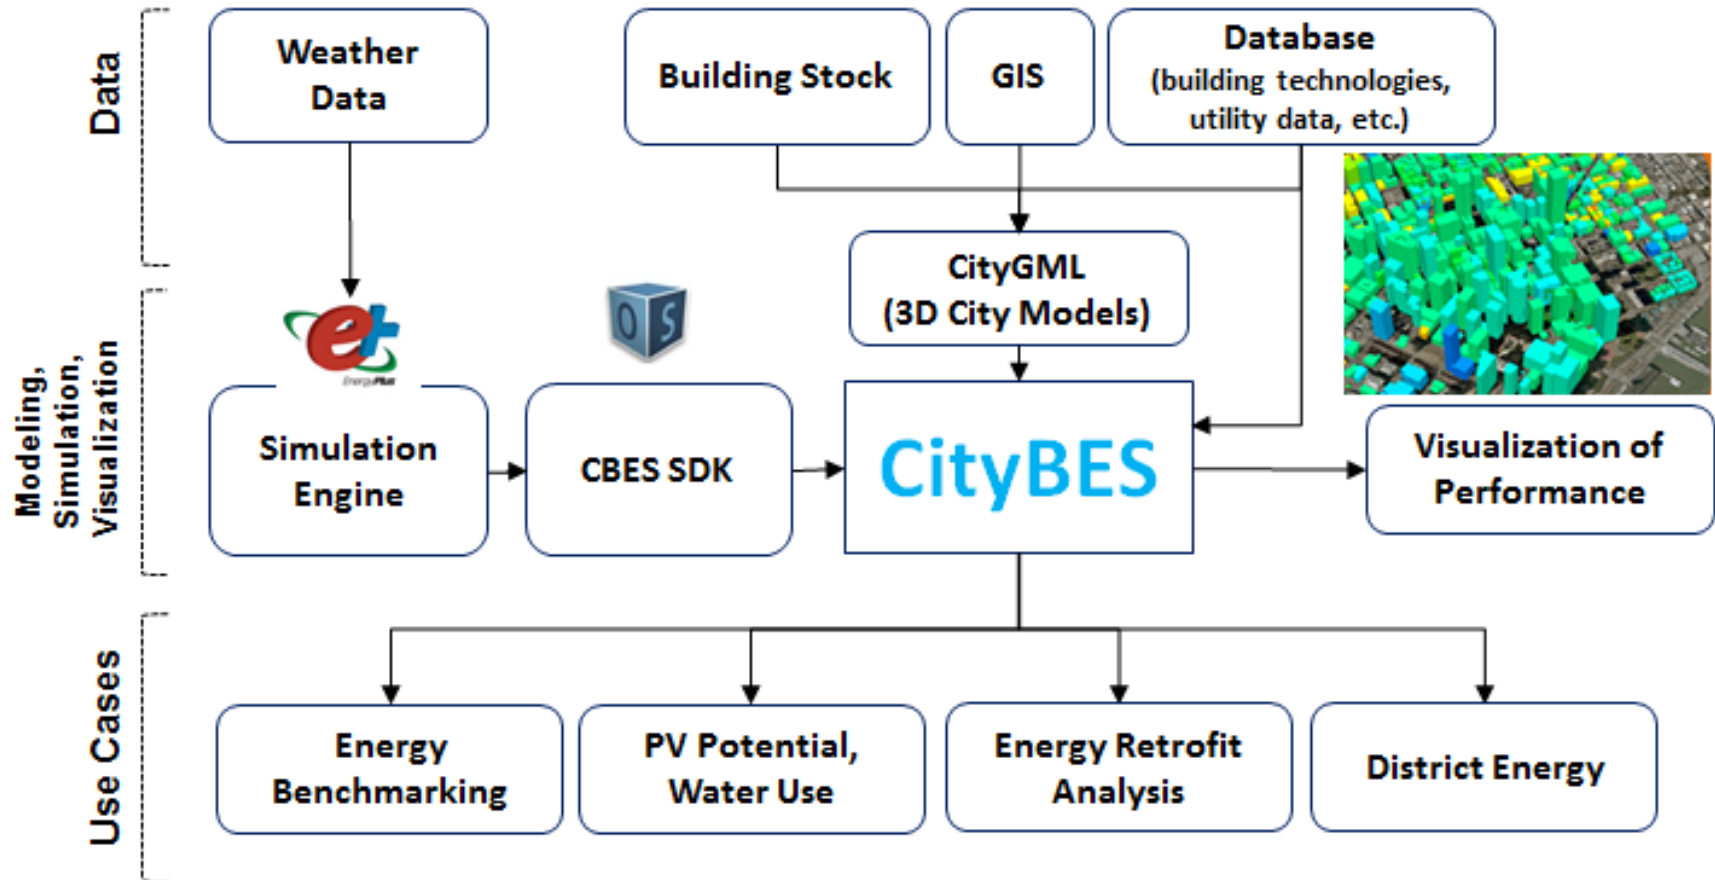 Data
Weather
Data
Building Stock
GIS
Database
(building technologies,
utility data, etc.)
CityGML
(3D City Models)
Modeling,
Simulation,
Visualization
e+
EnergyPlus
OS
Simulation
Engine
CBES SDK
CityBES
Visualization of
Performance
Use Cases
Energy
Benchmarking
PV Potential,
Water Use
Energy Retrofit
Analysis
District Energy